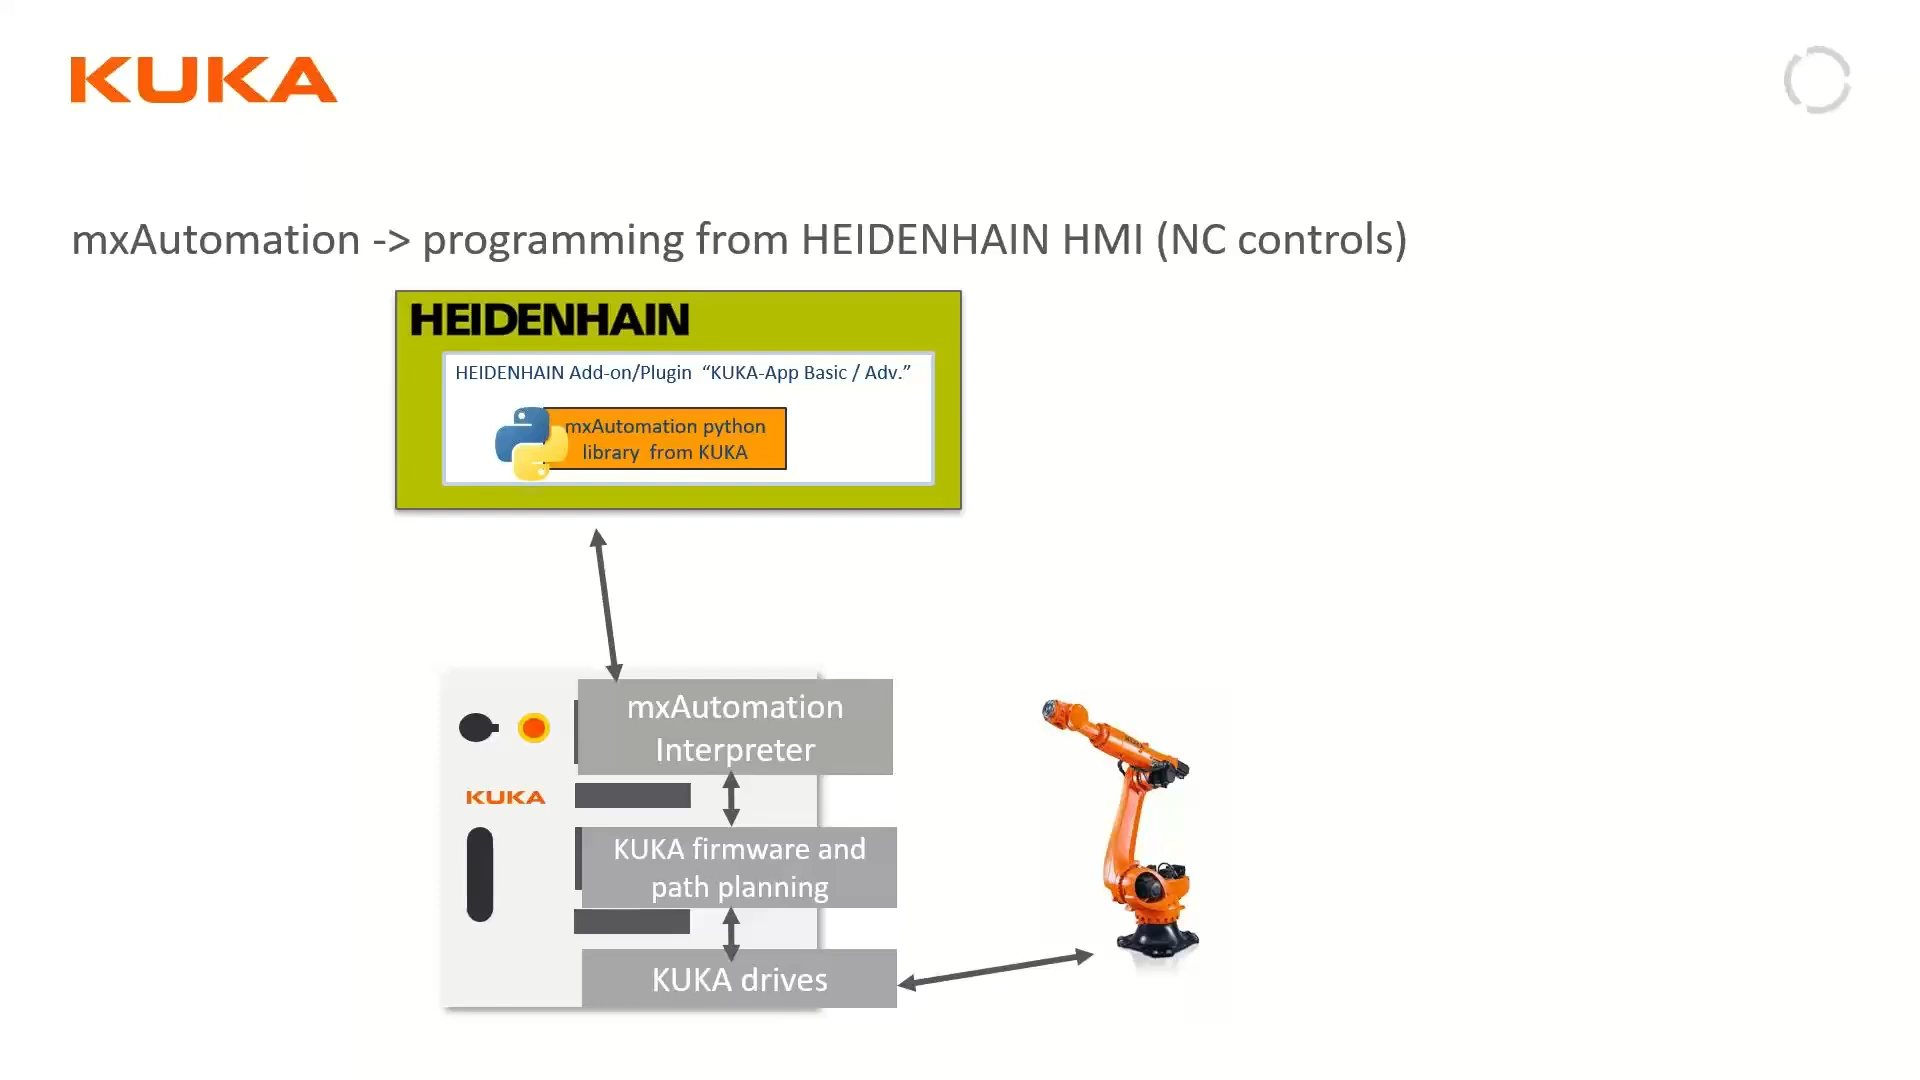 KUKA
mxAutomation -> programming from HEIDENHAIN HMI (NC controls)
HEIDENHAIN
HEIDENHAIN Add-on/Plugin “KUKA-App Basic / Adv.”
mxAutomation python
library from KUKA
mxAutomation
Interpreter
KUKA
KUKA firmware and
path planning
KUKA drives